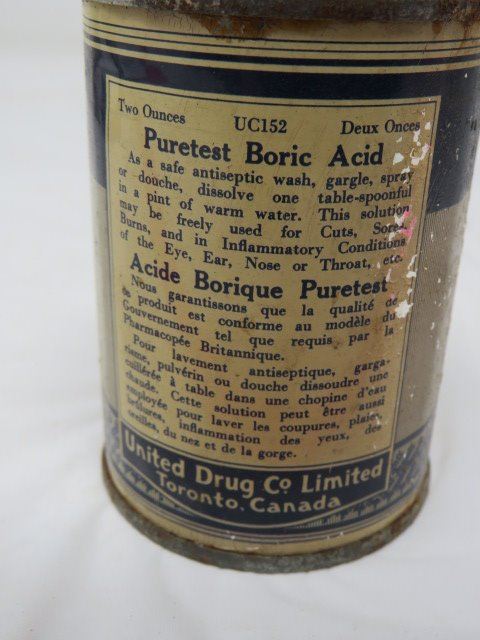 Two Ounces UC152 Deux Onces
Puretest Boric Acid
As a safe antiseptic wash, gargle, spray
or douche, dissolve one table-spoonful
in a pint of warm water. This solution
may be freely used for Cuts, Sores,
Burns, and in Inflammatory Conditions
of the Eye, Ear, Nose or Throat, etc.
Acide Borique Puretest
Nous garantissons que la qualité de
ce produit est conforme au modèle du
Gouvernement tel que requis par la
Pharmacopée Britannique.
Pour lavement antiseptique, garga-
risme, pulvérin ou douche dissoudre une
cuillérée à table dans une chopine d'eau
chaude. Cette solution peut être aussi
employée pour laver les coupures, plaies,
brûlures, inflammation des yeux, des
oreilles, du nez et de la gorge.
United Drug Co Limited
Toronto, Canada